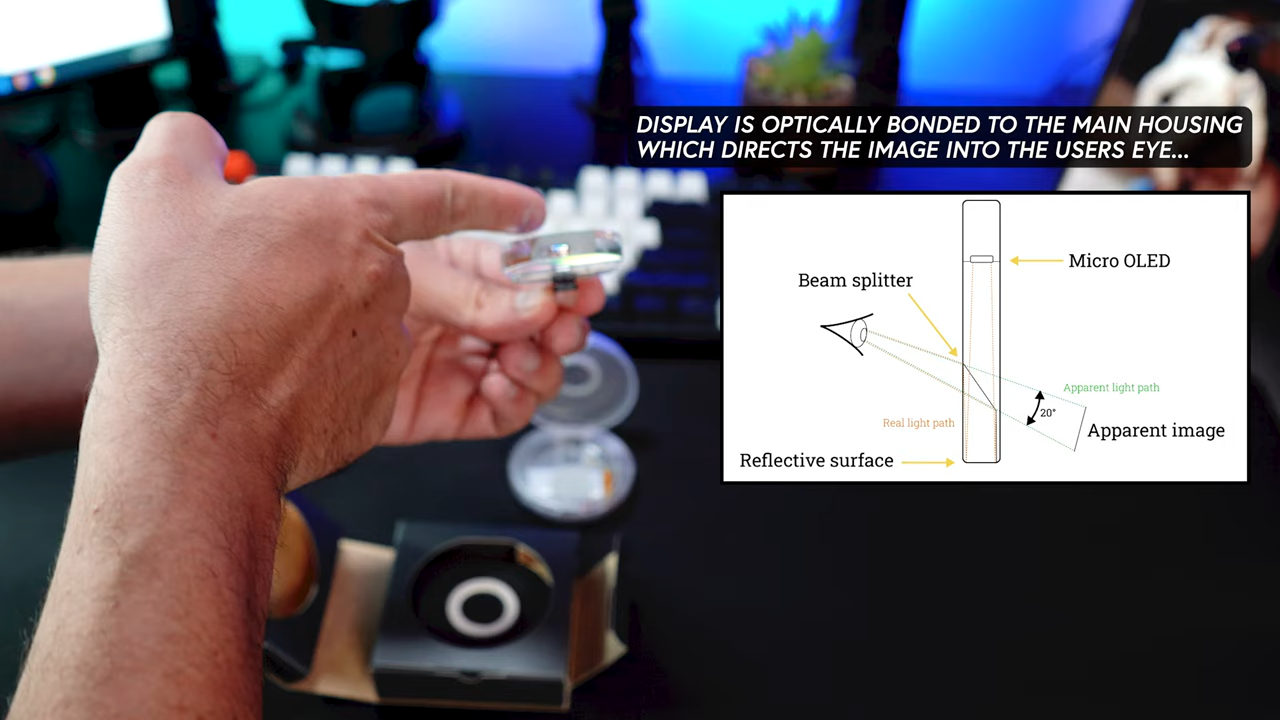 DISPLAY IS OPTICALLY BONDED TO THE MAIN HOUSING
WHICH DIRECTS THE IMAGE INTO THE USERS EYE...
Micro OLED
Beam splitter
Apparent light path
20°
Real light path
Apparent image
Reflective surface